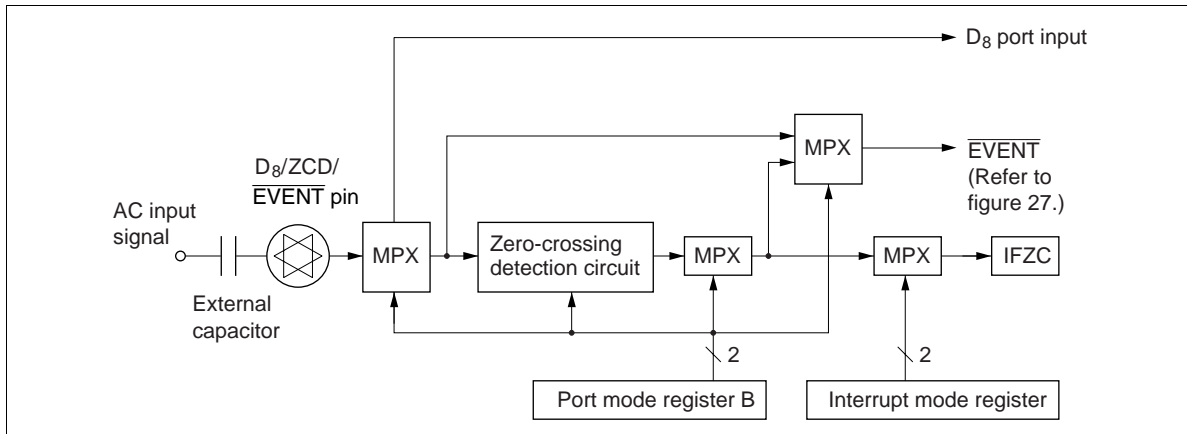 D8 port input
MPX
EVENT
(Refer to
figure 27.)
D8/ZCD/
EVENT pin
AC input
signal
MPX
Zero-crossing
detection circuit
MPX
MPX
IFZC
External
capacitor
2
2
Port mode register B
Interrupt mode register